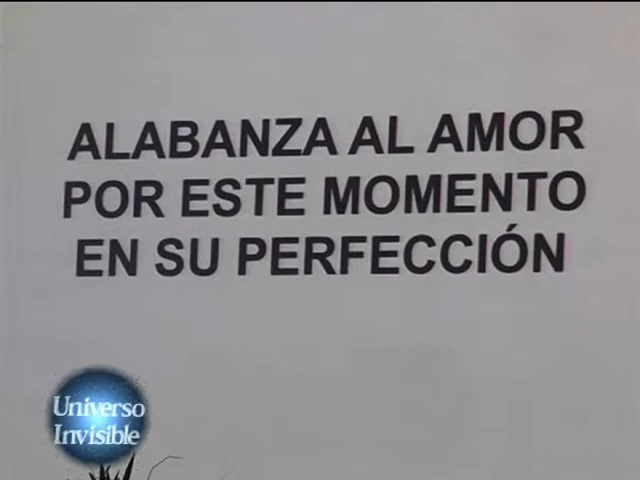 ALABANZA AL AMOR
POR ESTE MOMENTO
EN SU PERFECCIÓN
Universo
Invisible